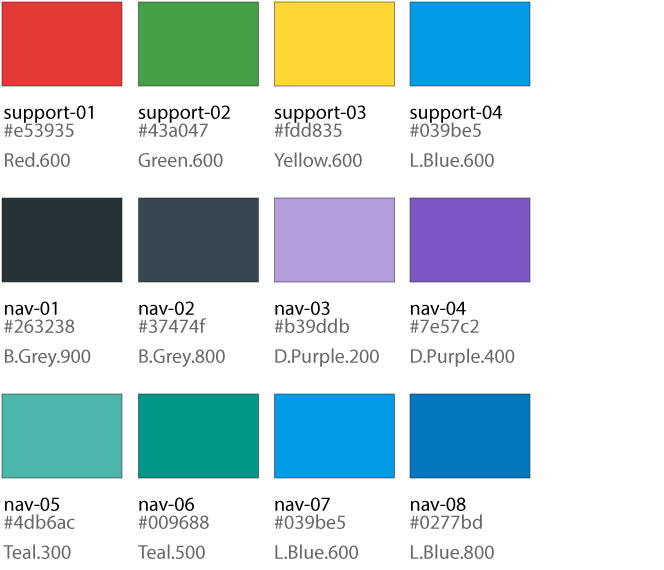 support-01 support-02 support-03 support-04
#e53935 #43a047 #fdd835 #039be5
Red.600 Green.600 Yellow.600 L.Blue.600
nav-01 nav-02 nav-03 nav-04
#263238 #37474f #b39ddb #7e57c2
B.Grey.900 B.Grey.800 D.Purple.200 D.Purple.400
nav-05 nav-06 nav-07 nav-08
#4db6ac #009688 #039be5 #0277bd
Teal.300 Teal.500 L.Blue.600 L.Blue.800